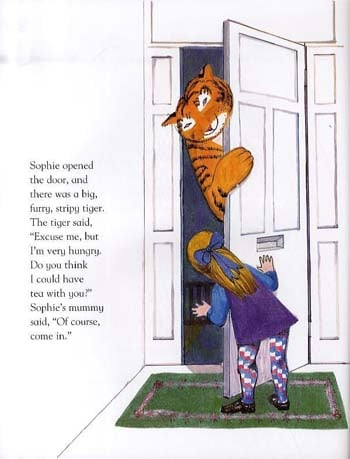 Sophie opened
the door, and
there was a big,
furry, stripy tiger.
The tiger said,
"Excuse me, but
I'm very hungry.
Do you think
I could have
tea with you?"
Sophie's mummy
said, "Of course,
come in."